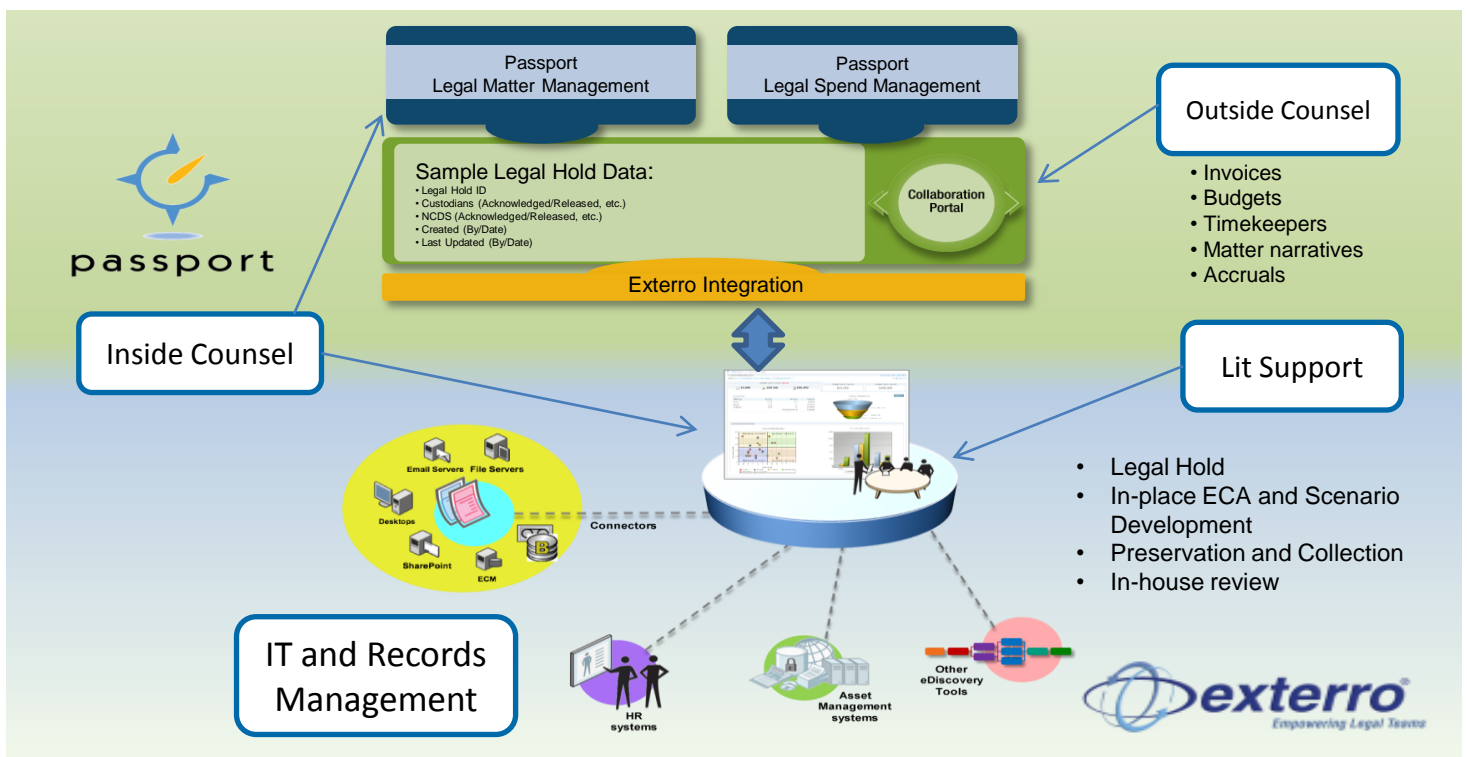 Passport
Legal Matter Management
Passport
Legal Spend Management
Outside Counsel
• Invoices
• Budgets
• Timekeepers
• Matter narratives
• Accruals
Sample Legal Hold Data:
• Legal Hold ID
• Custodians (Acknowledged/Released, etc.)
• NCDS (Acknowledged/Released, etc.)
• Created (By/Date)
• Last Updated (By/Date)
Collaboration
Portal
passport
Exterro Integration
Inside Counsel
Lit Support
• Legal Hold
• In-place ECA and Scenario
Development
• Preservation and Collection
• In-house review
Email Servers
File Servers
Desktops
SharePoint
ECM
B
Connectors
IT and Records
Management
HR
systems
Asset
Management
systems
Other
eDiscovery
Tools
exterro®
Empowering Legal Teams